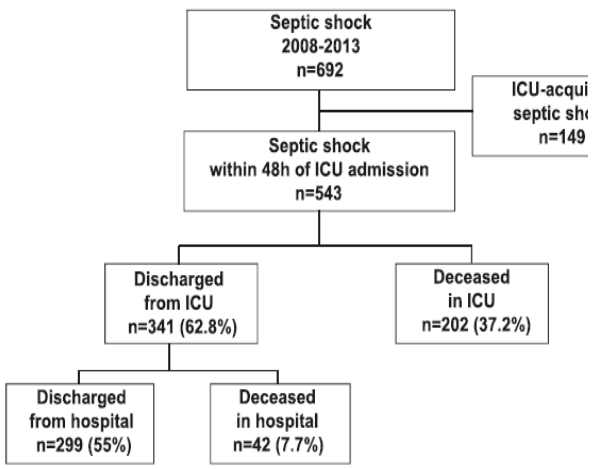 Septic shock
2008-2013
n=692
septic
n=149
Septic shock
within 48h of ICU admission
n=543
Discharged
from ICU
n=341 (62.8%)
Deceased
in ICU
n=202 (37.2%)
Discharged
from hospital
n=299 (55%)
Deceased
in hospital
n=42 (7.7%)